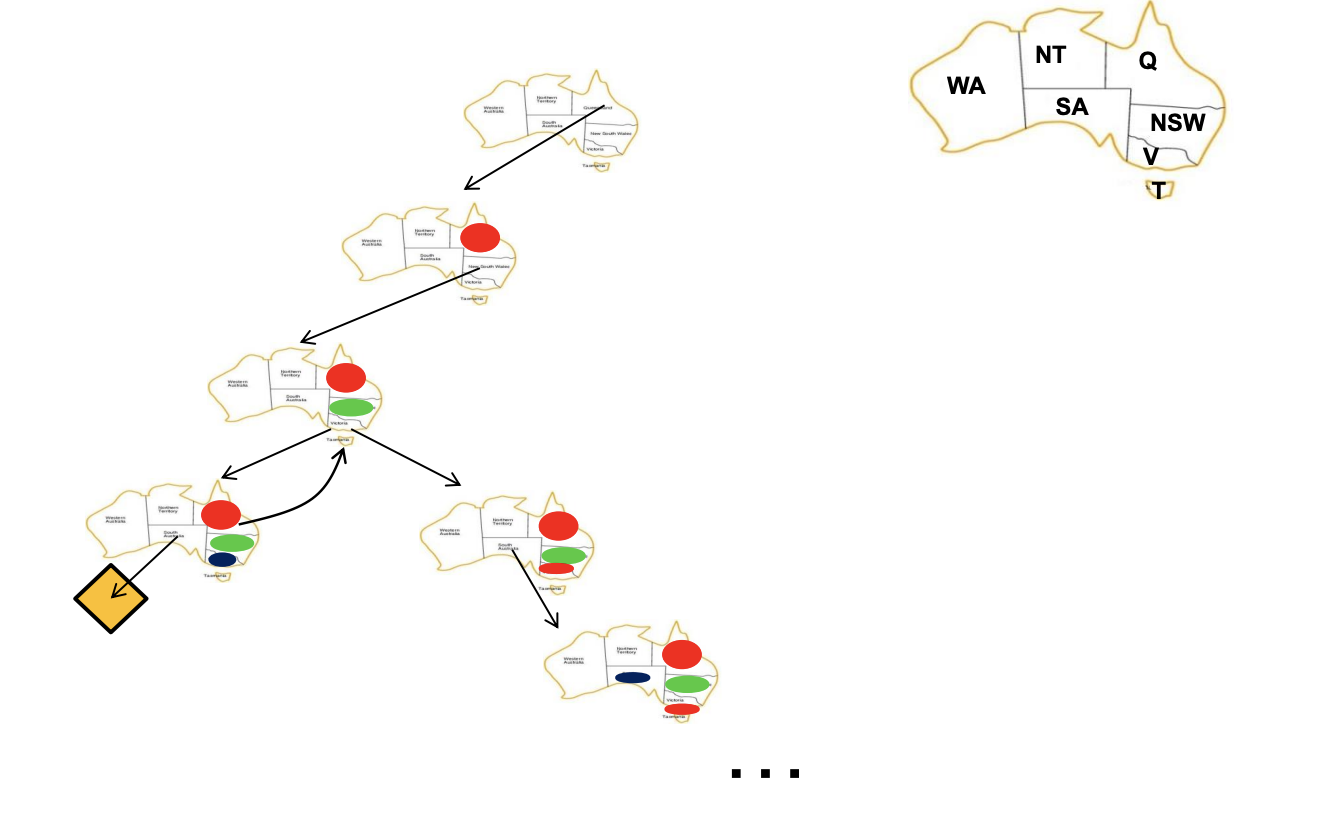 NT
Q
WA
SA
NSW
V
T
Western
Australia
Northern
Territory
Queensland
South
Australia
New South Wales
Victoria
Tasmania
Western
Australia
Northern
Territory
South
Australia
New South Wales
Victoria
Tasmania
Western
Australia
Northern
Territory
South
Australia
Victoria
Tasmania
Western
Australia
Northern
Territory
South
Australia
Tasmania
Western
Australia
Northern
Territory
South
Australia
Tasmania
Western
Australia
Northern
Territory
Victoria
Tasmania
...